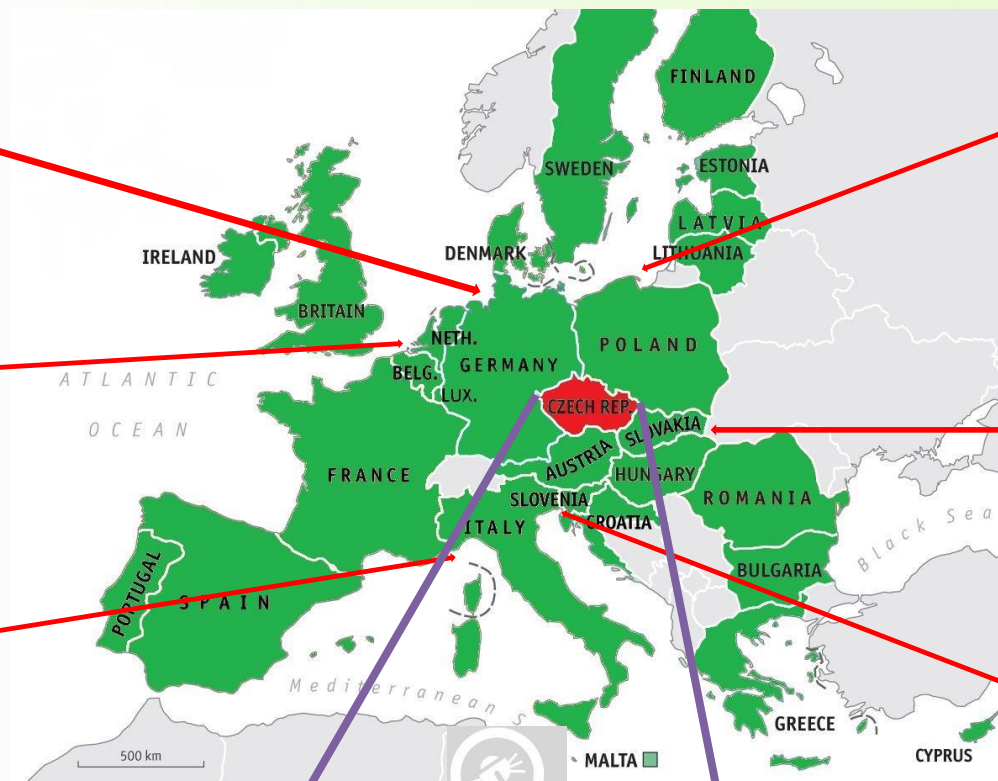 FINLAND
SWEDEN
ESTONIA
LATVIA
LITHUANIA
DENMARK
IRELAND
BRITAIN
NETH.
POLAND
GERMANY
BELG.
LUX.
ATLANTIC
OCEAN
CZECH REP.
SLOVAKIA
AUSTRIA
HUNGARY
FRANCE
SLOVENIA
ROMANIA
CROATIA
ITALY
Black Sea
BULGARIA
PORTUGAL
SPAIN
Mediterranean S
GREECE
500 km
MALTA
CYPRUS